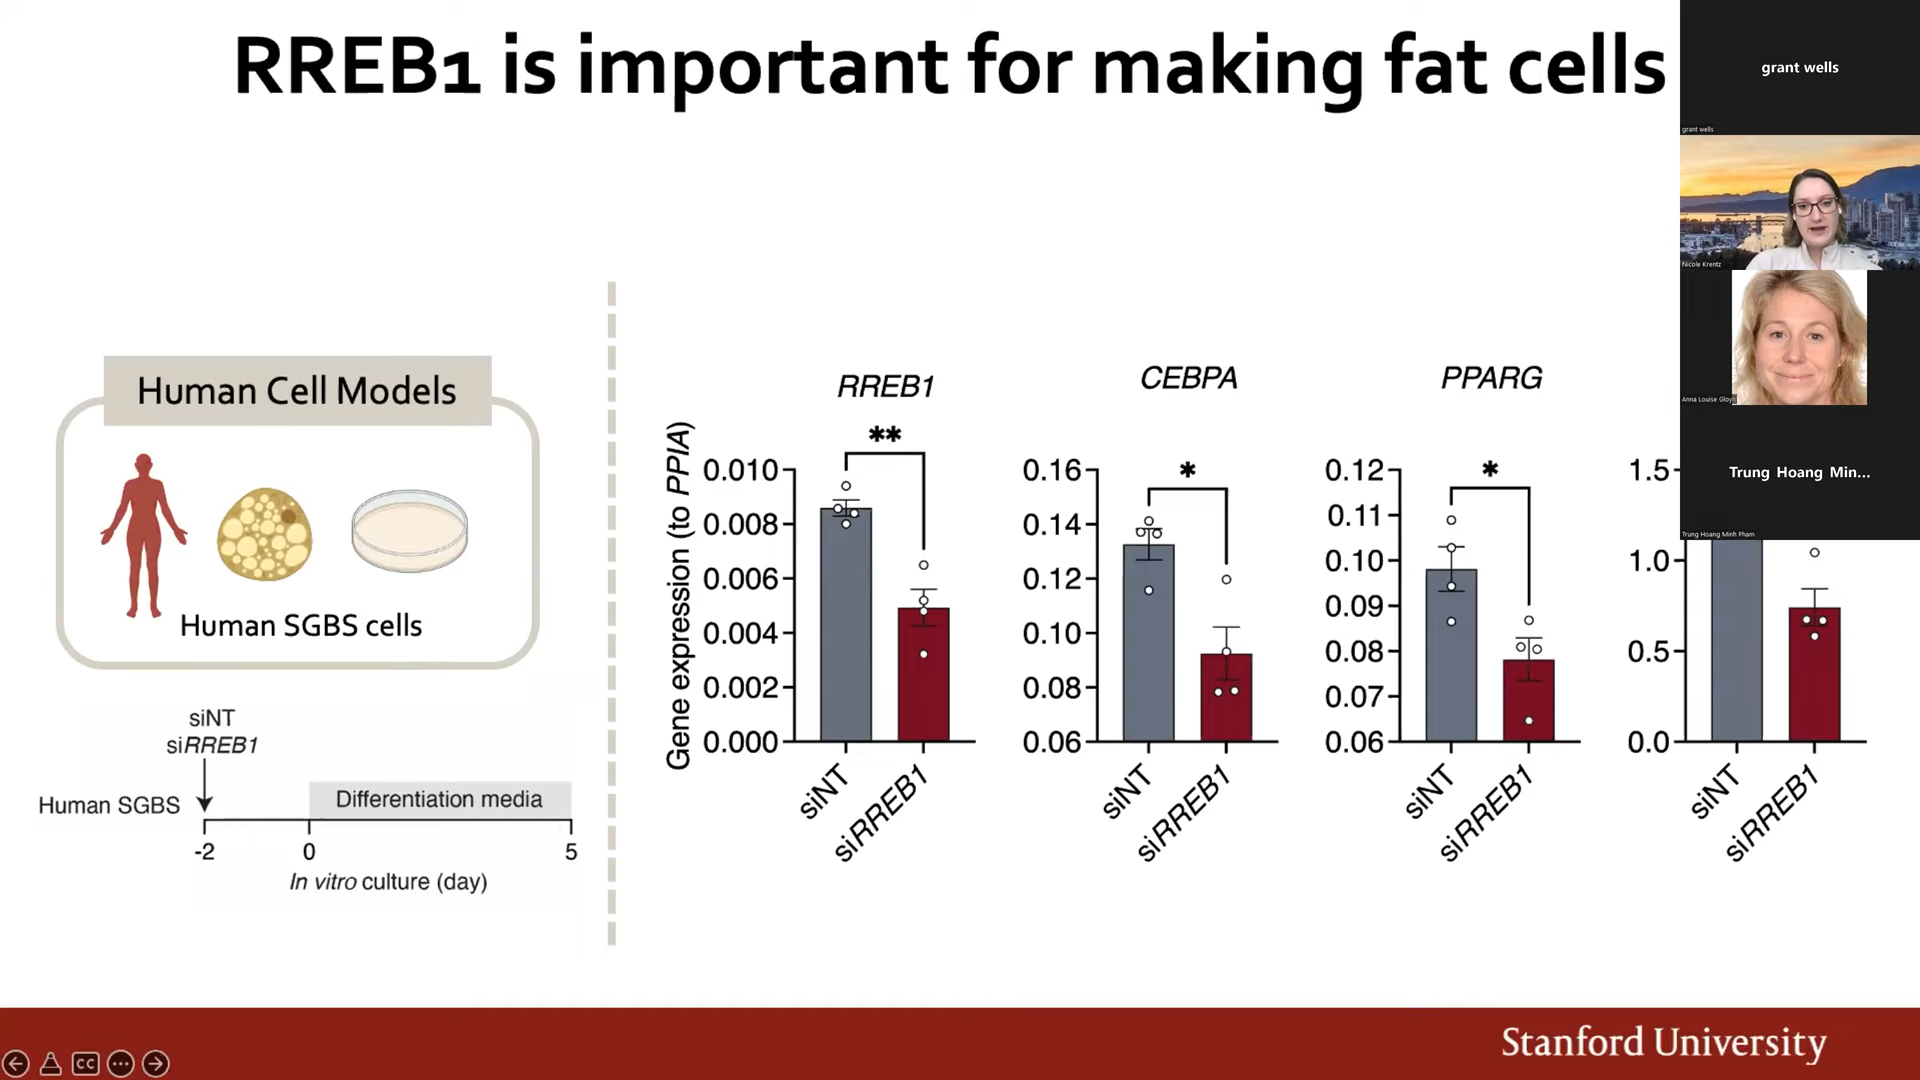 RREB1 is important for making fat cells
grant wells
grant wells
Nicole Krentz
Anna Louise Gloyn
Trung Hoang Min...
Trung Hoang Minh Pham
Human Cell Models
Human SGBS cells
siNT
siRREB1
Human SGBS
Differentiation media
-2
0
5
In vitro culture (day)
Gene expression (to PPIA)
RREB1
**
0.010
0.008
0.006
0.004
0.002
0.000
siNT
siRREB1
CEBPA
*
0.16
0.14
0.12
0.10
0.08
0.06
siNT
siRREB1
PPARG
*
0.12
0.11
0.10
0.09
0.08
0.07
0.06
siNT
siRREB1
1.5
1.0
0.5
0.0
siNT
siRREB1
CC
Stanford University